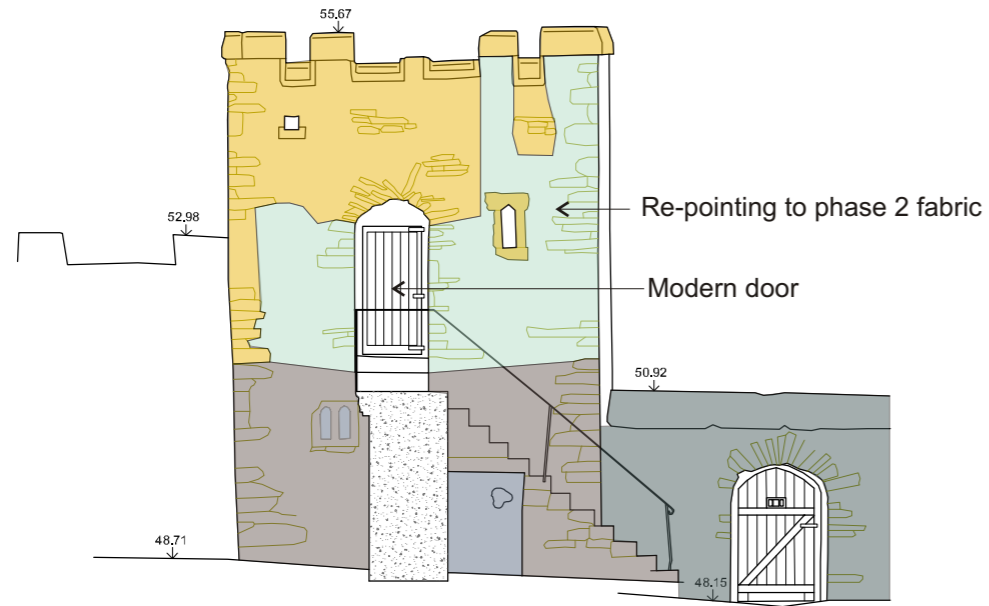 55.67
52.98
Re-pointing to phase 2 fabric
Modern door
50.92
48.71
48.15